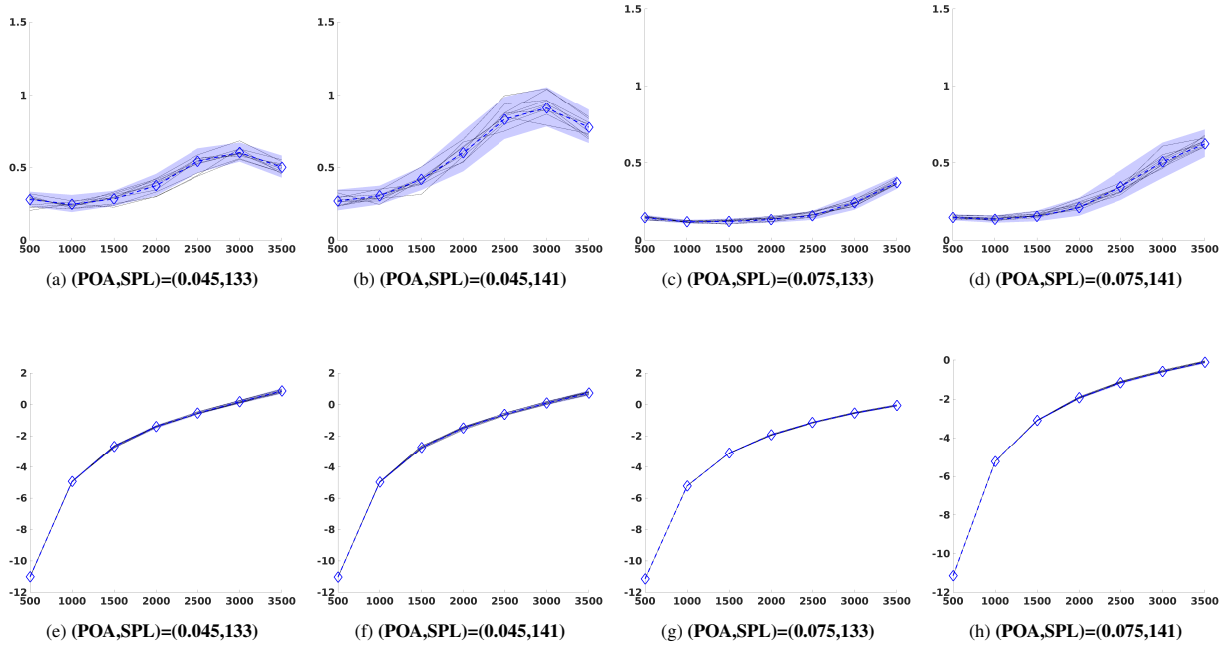 1.5
1
0.5
0
500 1000 1500 2000 2500 3000 3500
(a) (POA,SPL)=(0.045,133)
1.5
1
0.5
0
500 1000 1500 2000 2500 3000 3500
(b) (POA,SPL)=(0.045,141)
1.5
1
0.5
0
500 1000 1500 2000 2500 3000 3500
(c) (POA,SPL)=(0.075,133)
1.5
1
0.5
0
500 1000 1500 2000 2500 3000 3500
(d) (POA,SPL)=(0.075,141)
2
0
-2
-4
-6
-8
-10
-12
500 1000 1500 2000 2500 3000 3500
(e) (POA,SPL)=(0.045,133)
2
0
-2
-4
-6
-8
-10
-12
500 1000 1500 2000 2500 3000 3500
(f) (POA,SPL)=(0.045,141)
2
0
-2
-4
-6
-8
-10
-12
500 1000 1500 2000 2500 3000 3500
(g) (POA,SPL)=(0.075,133)
0
-2
-4
-6
-8
-10
-12
500 1000 1500 2000 2500 3000 3500
(h) (POA,SPL)=(0.075,141)